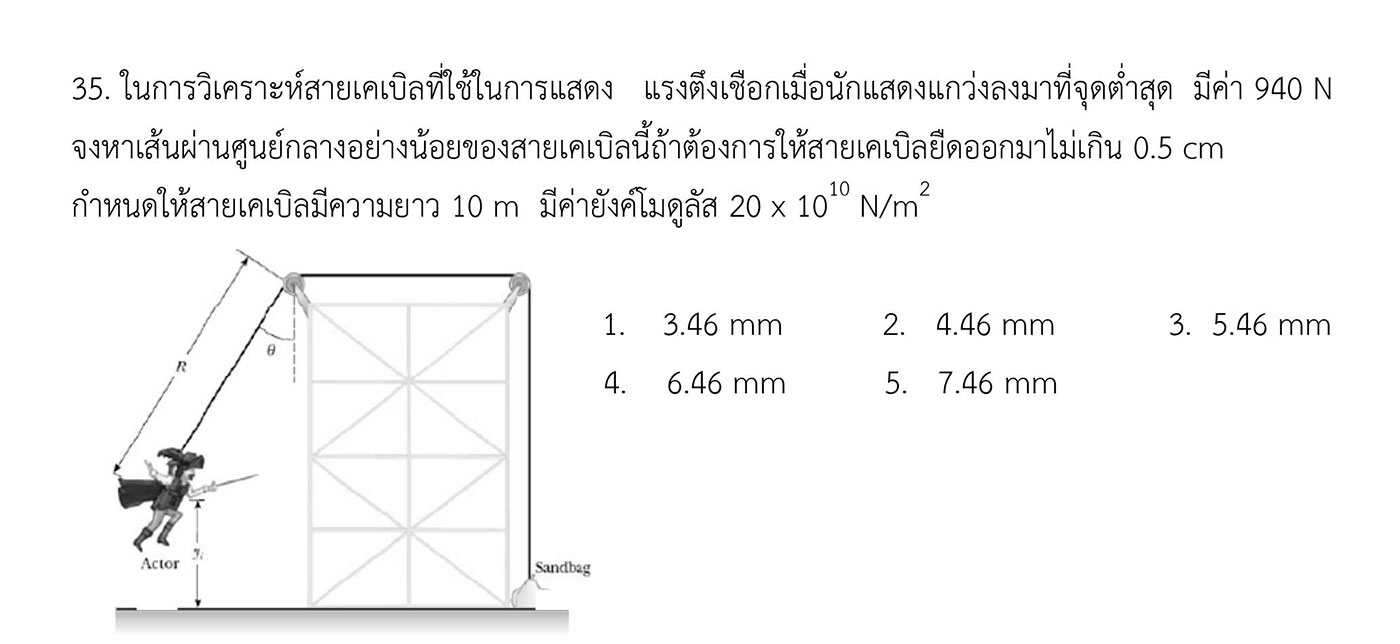 35. ในการวิเคราะห์สายเคเบิลที่ใช้ในการแสดง แรงตึงเชือกเมื่อนักแสดงแกว่งลงมาที่จุดต่ำสุด มีค่า 940 N
จงหาเส้นผ่านศูนย์กลางอย่างน้อยของสายเคเบิลนี้ถ้าต้องการให้สายเคเบิลยืดออกมาไม่เกิน 0.5 cm
กำหนดให้สายเคเบิลมีความยาว 10 m มีค่ายังค์โมดูลัส 20 x 10¹⁰ N/m²
1. 3.46 mm 2. 4.46 mm 3. 5.46 mm
4. 6.46 mm 5. 7.46 mm
θ
R
yᵢ
Actor
Sandbag